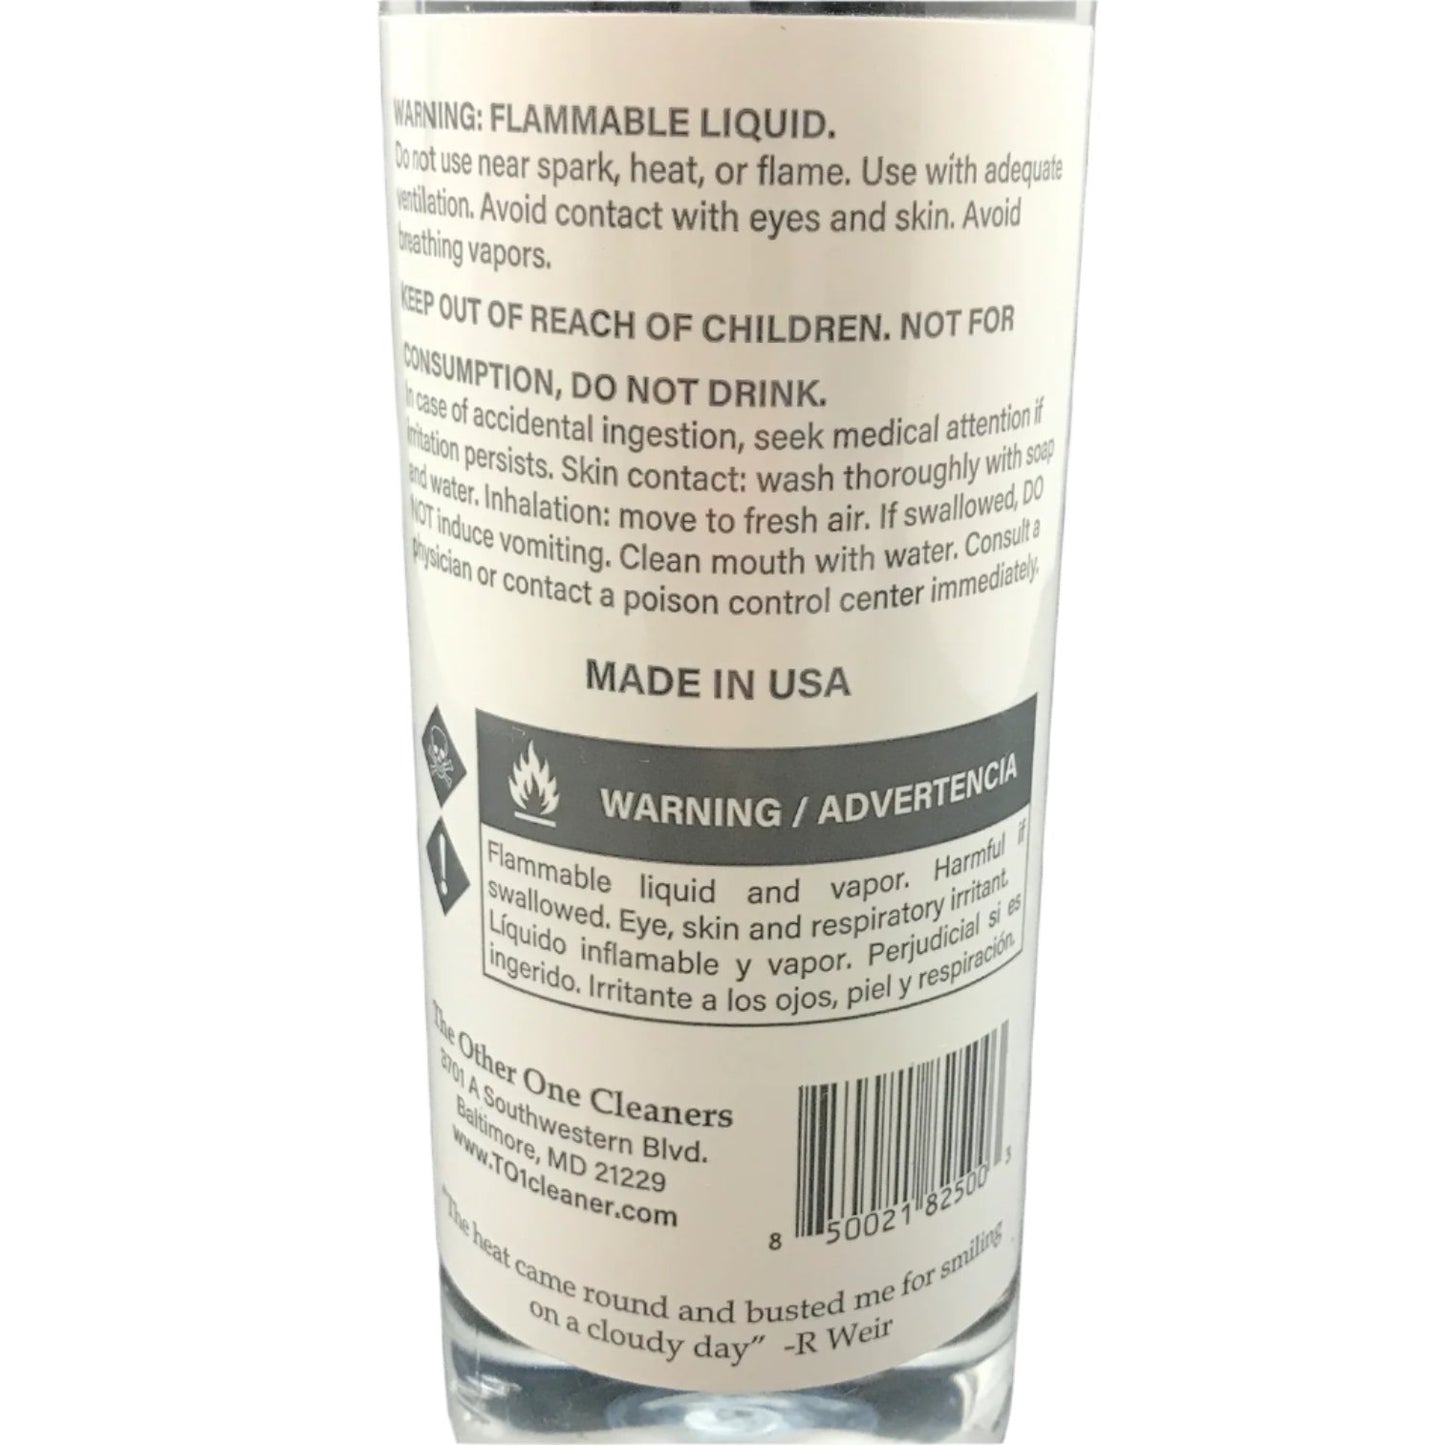 WARNING: FLAMMABLE LIQUID.
Do not use near spark, heat, or flame. Use with adequate
ventilation. Avoid contact with eyes and skin. Avoid
breathing vapors.
KEEP OUT OF REACH OF CHILDREN. NOT FOR
CONSUMPTION, DO NOT DRINK.
In case of accidental ingestion, seek medical attention if
irritation persists. Skin contact: wash thoroughly with soap
and water. Inhalation: move to fresh air. If swallowed, DO
NOT induce vomiting. Clean mouth with water. Consult a
physician or contact a poison control center immediately.
MADE IN USA
WARNING / ADVERTENCIA
Flammable liquid and vapor. Harmful if
swallowed. Eye, skin and respiratory irritant.
Líquido inflamable y vapor. Perjudicial si es
ingerido. Irritante a los ojos, piel y respiración.
The Other One Cleaners
3701 A Southwestern Blvd.
Baltimore, MD 21229
www.TO1cleaner.com
8 50021 82500 3
"The heat came round and busted me for smiling
on a cloudy day" -R Weir